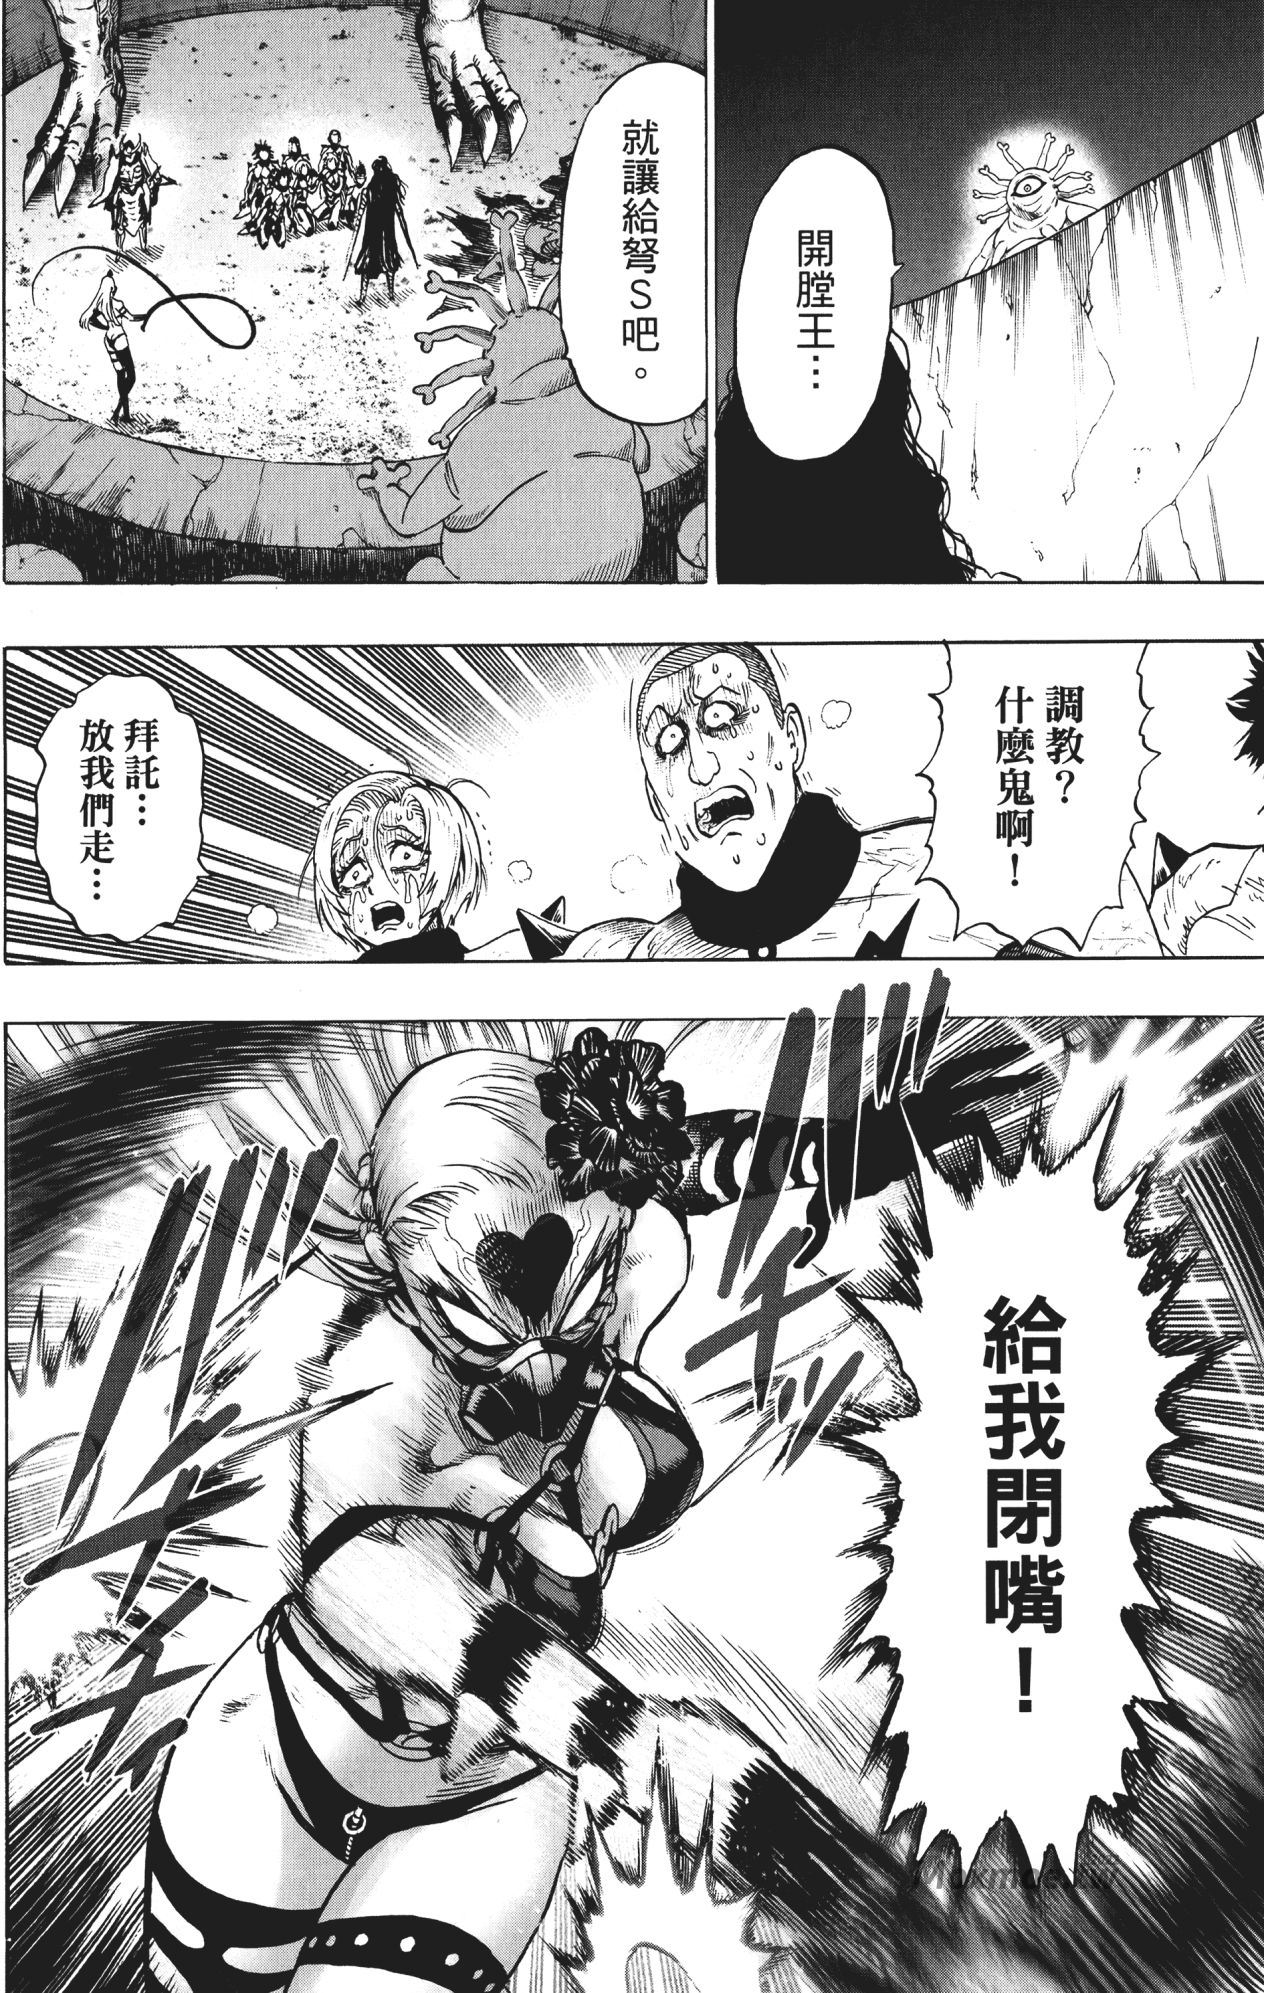 開膛王…
就讓給弩S吧。
調教？
什麼鬼啊！
拜託…
放我們走…
給我閉嘴！